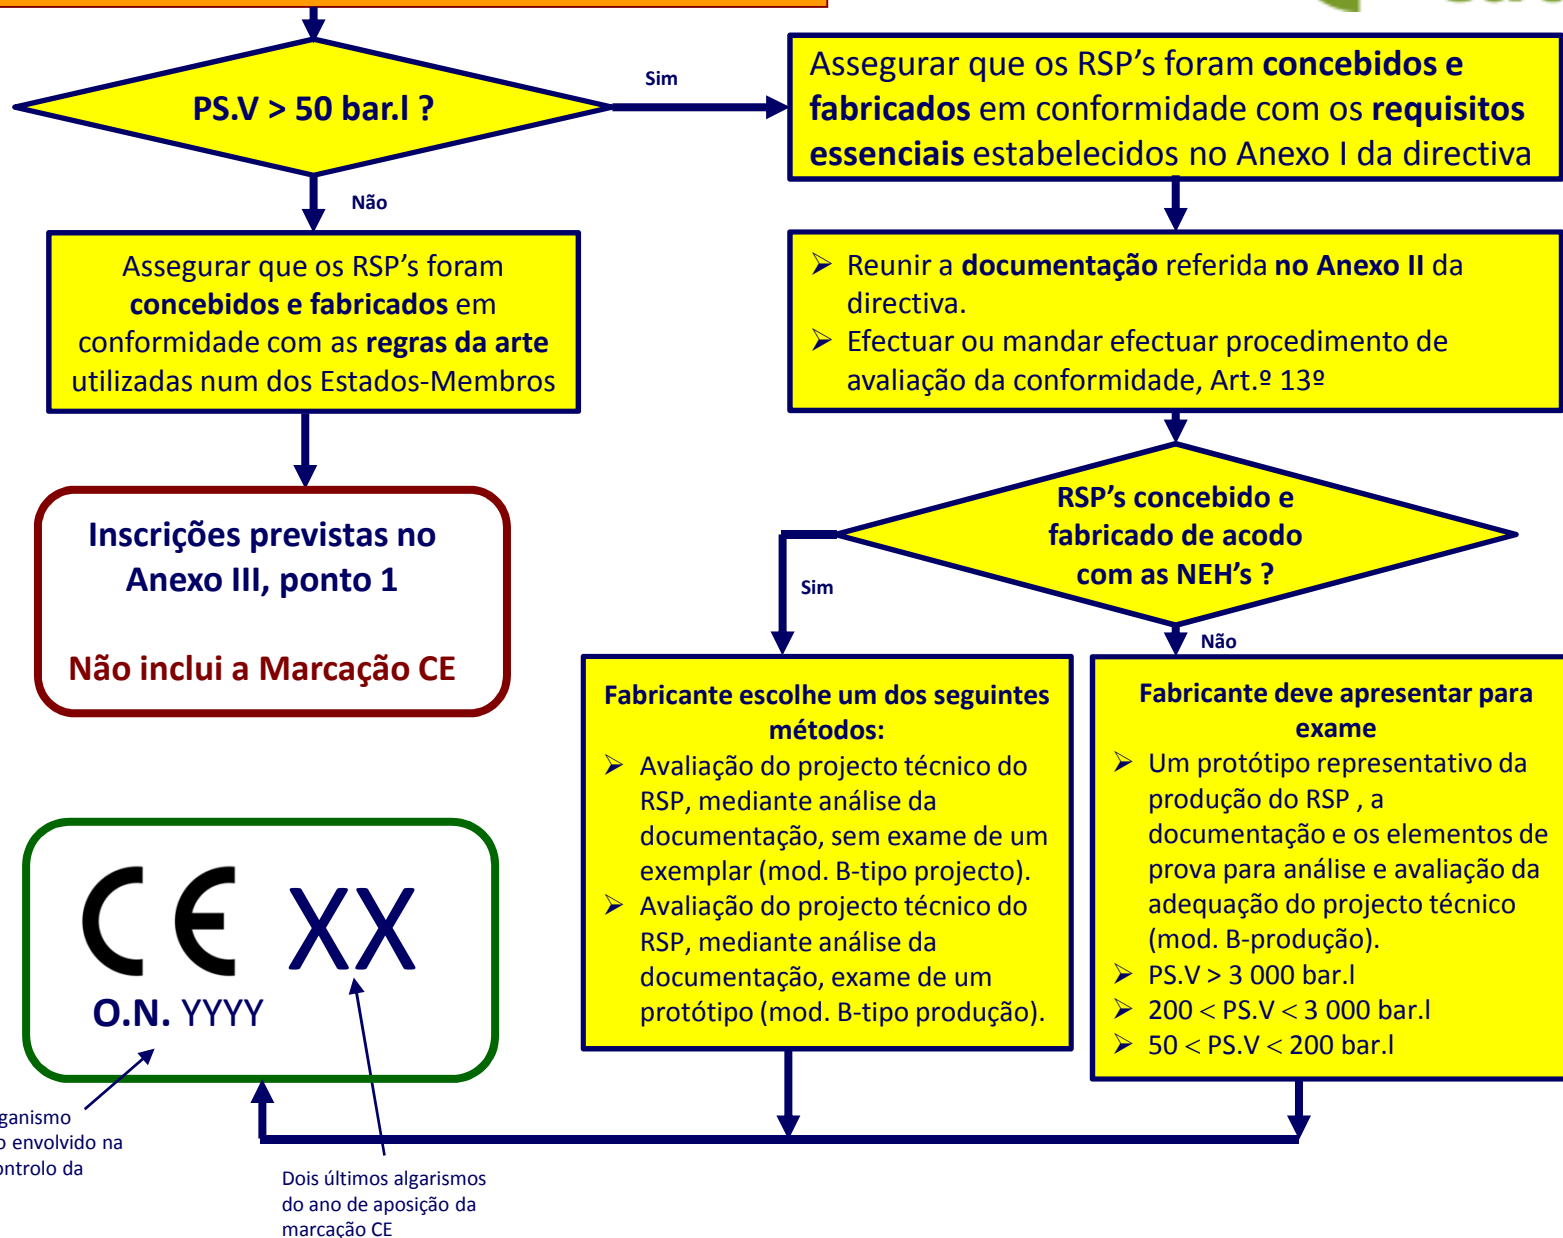 PS.V > 50 bar.l ?
Sim
Não
Assegurar que os RSP's foram concebidos e
fabricados em conformidade com os requisitos
essenciais estabelecidos no Anexo I da directiva
Assegurar que os RSP's foram
concebidos e fabricados em
conformidade com as regras da arte
utilizadas num dos Estados-Membros
➢ Reunir a documentação referida no Anexo II da
directiva.
➢ Efectuar ou mandar efectuar procedimento de
avaliação da conformidade, Art.º 13º
Inscrições previstas no
Anexo III, ponto 1
Não inclui a Marcação CE
RSP's concebido e
fabricado de acodo
com as NEH's ?
Sim
Não
Fabricante escolhe um dos seguintes
métodos:
➢ Avaliação do projecto técnico do
RSP, mediante análise da
documentação, sem exame de um
exemplar (mod. B-tipo projecto).
➢ Avaliação do projecto técnico do
RSP, mediante análise da
documentação, exame de um
protótipo (mod. B-tipo produção).
Fabricante deve apresentar para
exame
➢ Um protótipo representativo da
produção do RSP , a
documentação e os elementos de
prova para análise e avaliação da
adequação do projecto técnico
(mod. B-produção).
➢ PS.V > 3 000 bar.l
➢ 200 < PS.V < 3 000 bar.l
➢ 50 < PS.V < 200 bar.l
CE XX
O.N. YYYY
envolvido na
da
Dois últimos algarismos
do ano de aposição da
marcação CE